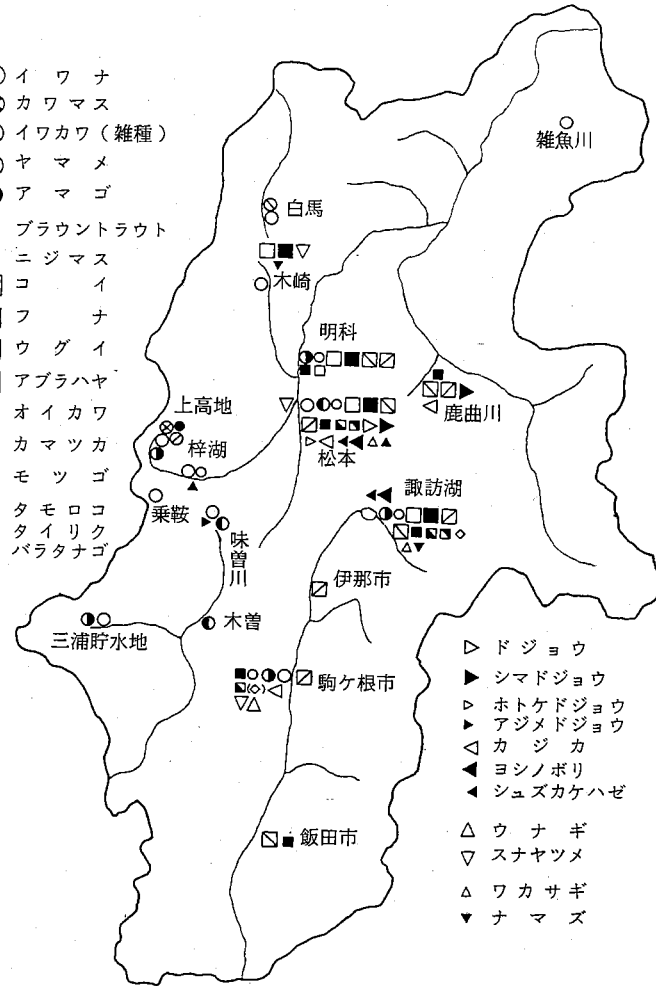 イワナ
カワマス
イワカワ（雑種）
ヤマメ
アマゴ
ブラウントラウト
ニジマス
コイ
フナ
ウグイ
アブラハヤ
オイカワ
カマツカ
モツゴ
タモロコ
タイリク
バラタナゴ
雑魚川
白馬
木崎
明科
鹿曲川
上高地
梓湖
松本
諏訪湖
乗鞍
味曽川
伊那市
木曽
三浦貯水地
駒ケ根市
飯田市
ドジョウ
シマドジョウ
ホトケドジョウ
アジメドジョウ
カジカ
ヨシノボリ
シュズカケハゼ
ウナギ
スナヤツメ
ワカサギ
ナマズ